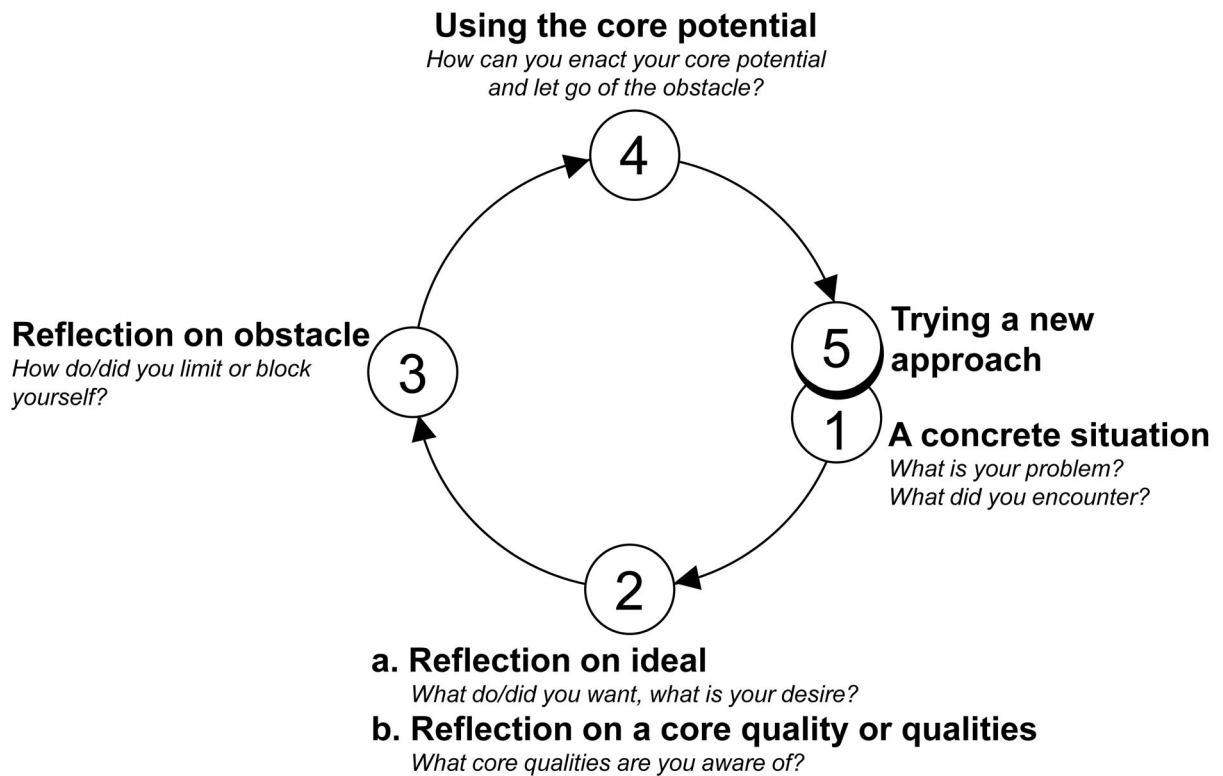 Using the core potential
How can you enact your core potential
and let go of the obstacle?
4
Reflection on obstacle
How do/did you limit or block
yourself?
3
5
Trying a new
approach
1
A concrete situation
What is your problem?
What did you encounter?
2
a. Reflection on ideal
What do/did you want, what is your desire?
b. Reflection on a core quality or qualities
What core qualities are you aware of?